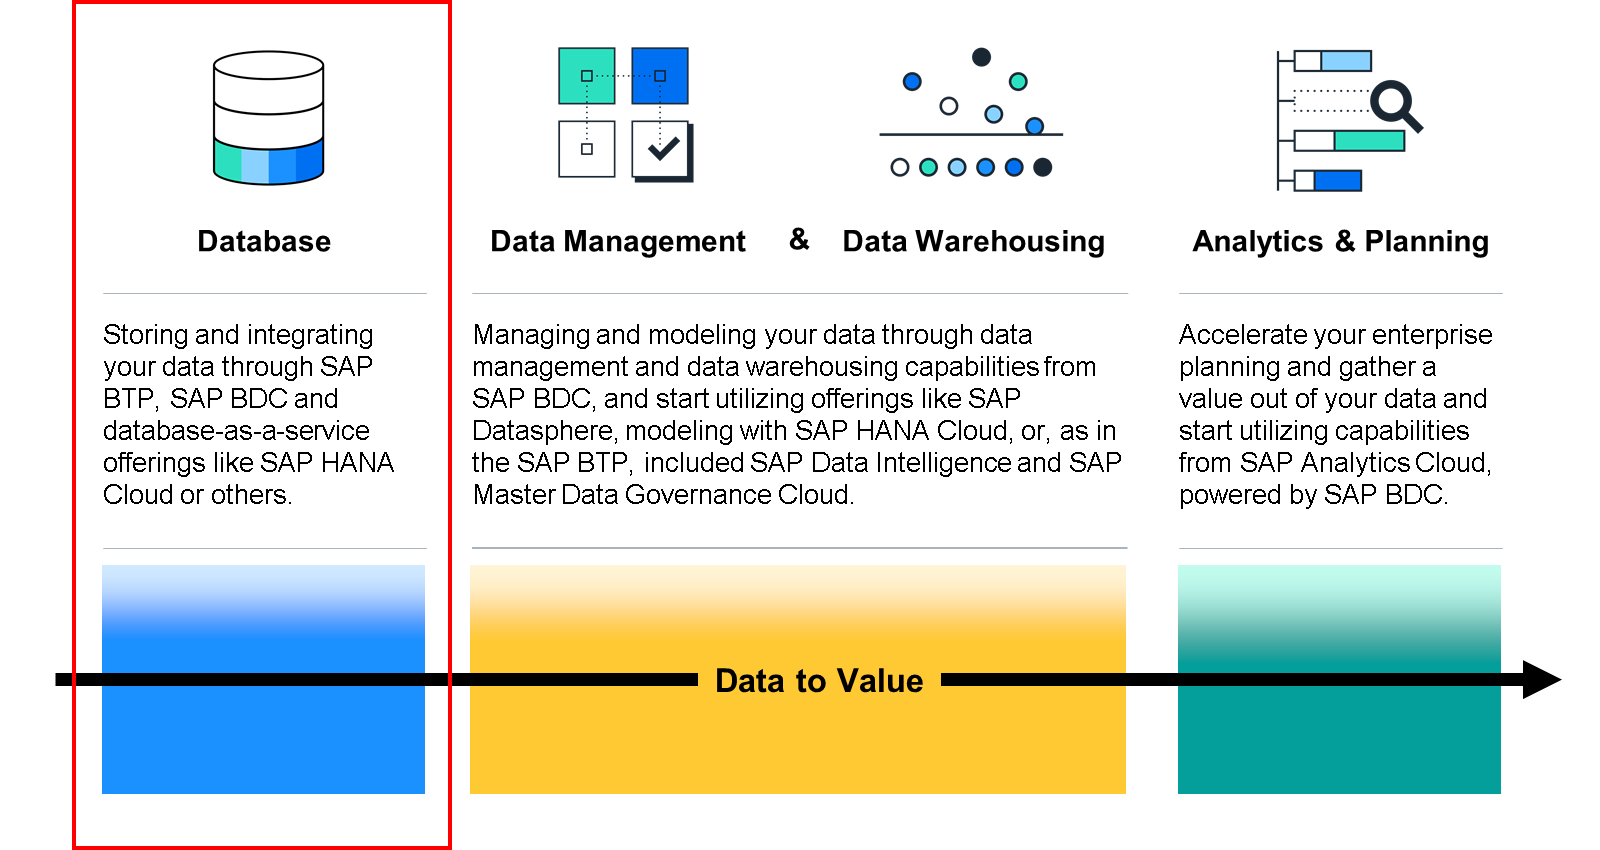 Database
Storing and integrating
your data through SAP
BTP, SAP BDC and
database-as-a-service
offerings like SAP HANA
Cloud or others.
Data Management & Data Warehousing
Managing and modeling your data through data
management and data warehousing capabilities from
SAP BDC, and start utilizing offerings like SAP
Datasphere, modeling with SAP HANA Cloud, or, as in
the SAP BTP, included SAP Data Intelligence and SAP
Master Data Governance Cloud.
Analytics & Planning
Accelerate your enterprise
planning and gather a
value out of your data and
start utilizing capabilities
from SAP Analytics Cloud,
powered by SAP BDC.
Data to Value